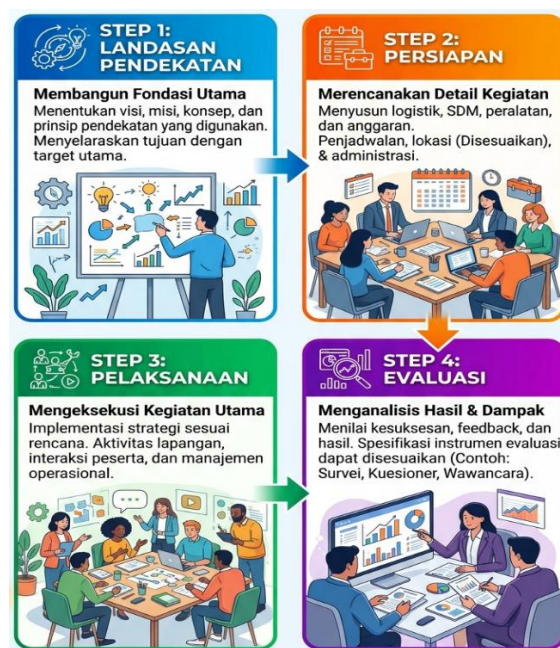 STEP 1:
LANDASAN
PENDEKATAN
Membangun Fondasi Utama
Menentukan visi, misi, konsep, dan
prinsip pendekatan yang digunakan.
Menyelaraskan tujuan dengan
target utama.
STEP 2:
PERSIAPAN
Merencanakan Detail Kegiatan
Menyusun logistik, SDM, peralatan,
dan anggaran.
Penjadwalan, lokasi (Disesuaikan),
& administrasi.
STEP 3:
PELAKSANAAN
Mengeksekusi Kegiatan Utama
Implementasi strategi sesuai
rencana. Aktivitas lapangan,
interaksi peserta, dan manajemen
operasional.
STEP 4:
EVALUASI
Menganalisis Hasil & Dampak
Menilai kesuksesan, feedback, dan
hasil. Spesifikasi instrumen evaluasi
dapat disesuaikan (Contoh:
Survei, Kuesioner, Wawancara).